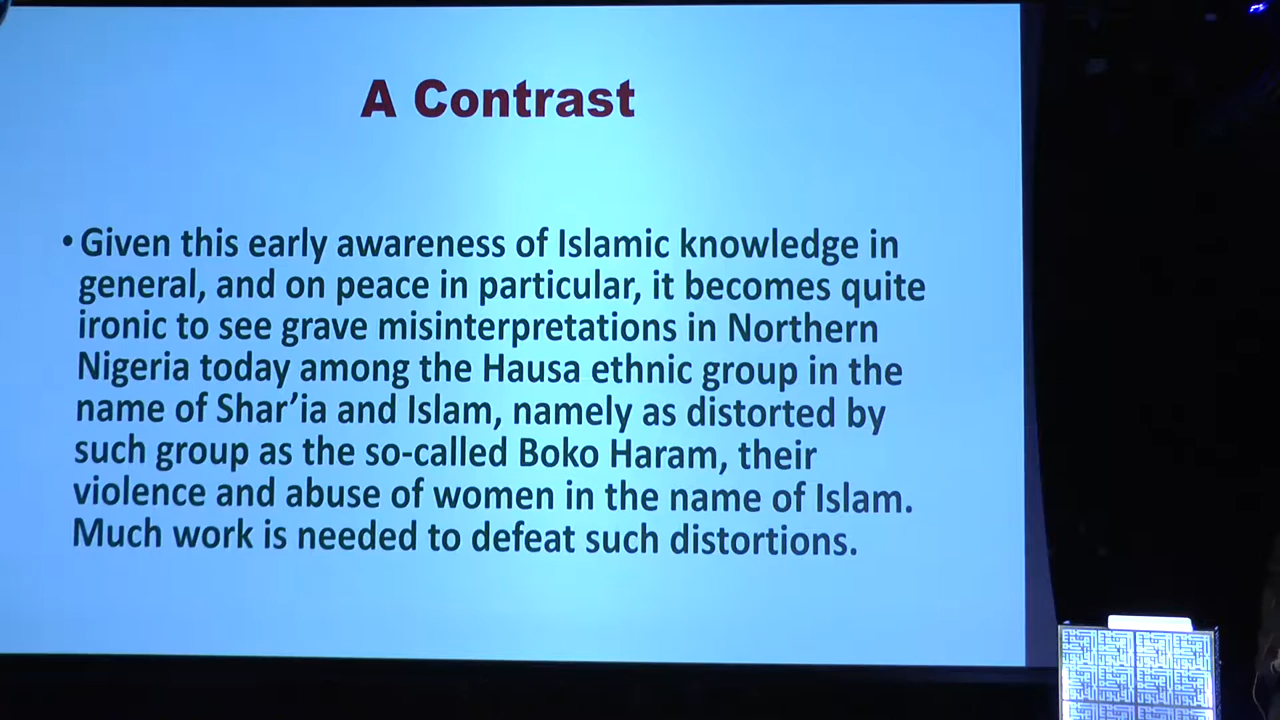 A Contrast
• Given this early awareness of Islamic knowledge in
general, and on peace in particular, it becomes quite
ironic to see grave misinterpretations in Northern
Nigeria today among the Hausa ethnic group in the
name of Shar’ia and Islam, namely as distorted by
such group as the so-called Boko Haram, their
violence and abuse of women in the name of Islam.
Much work is needed to defeat such distortions.